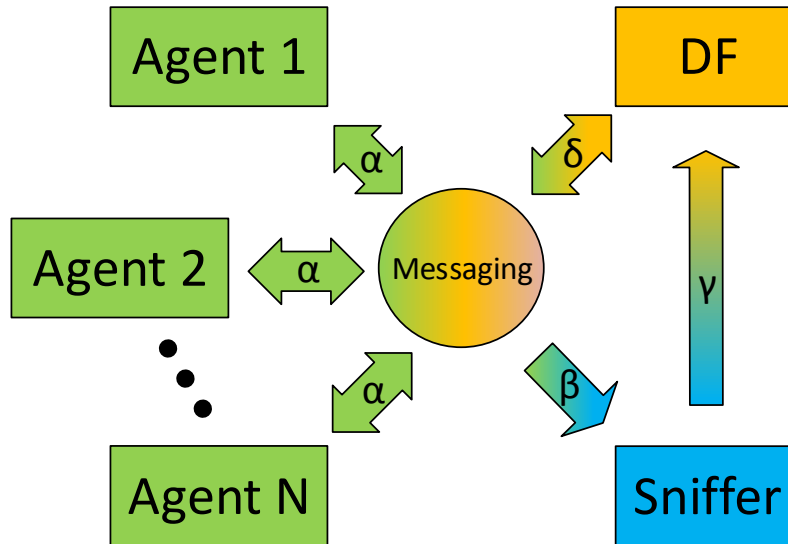 Agent 1
DF
α
δ
Agent 2
α
Messaging
γ
α
β
Agent N
Sniffer